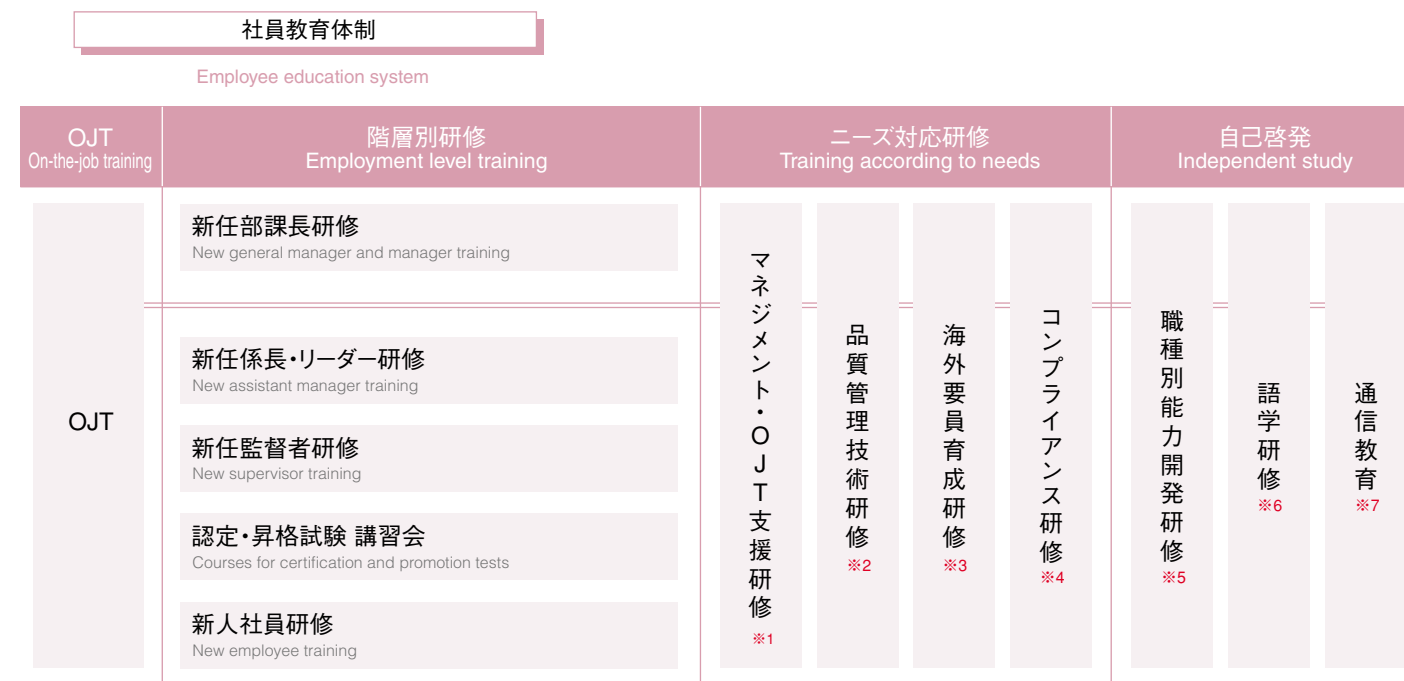 社員教育体制
Employee education system
OJT
On-the-job training
階層別研修
Employment level training
ニーズ対応研修
Training according to needs
自己啓発
Independent study
OJT
新任部課長研修
New general manager and manager training
新任係長・リーダー研修
New assistant manager training
新任監督者研修
New supervisor training
認定・昇格試験 講習会
Courses for certification and promotion tests
新人社員研修
New employee training
マネジメント・OJT支援研修
※1
品質管理技術研修
※2
海外要員育成研修
※3
コンプライアンス研修
※4
職種別能力開発研修
※5
語学研修
※6
通信教育
※7